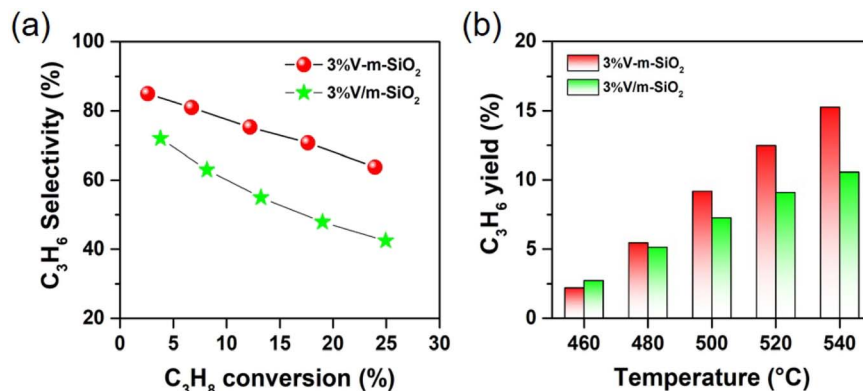 (a)
C₃H₆ Selectivity (%)
100
80
60
40
20
3%V-m-SiO₂
3%V/m-SiO₂
0 5 10 15 20 25 30
C₃H₈ conversion (%)
(b)
C₃H₆ yield (%)
20
15
10
5
0
3%V-m-SiO₂
3%V/m-SiO₂
460 480 500 520 540
Temperature (°C)